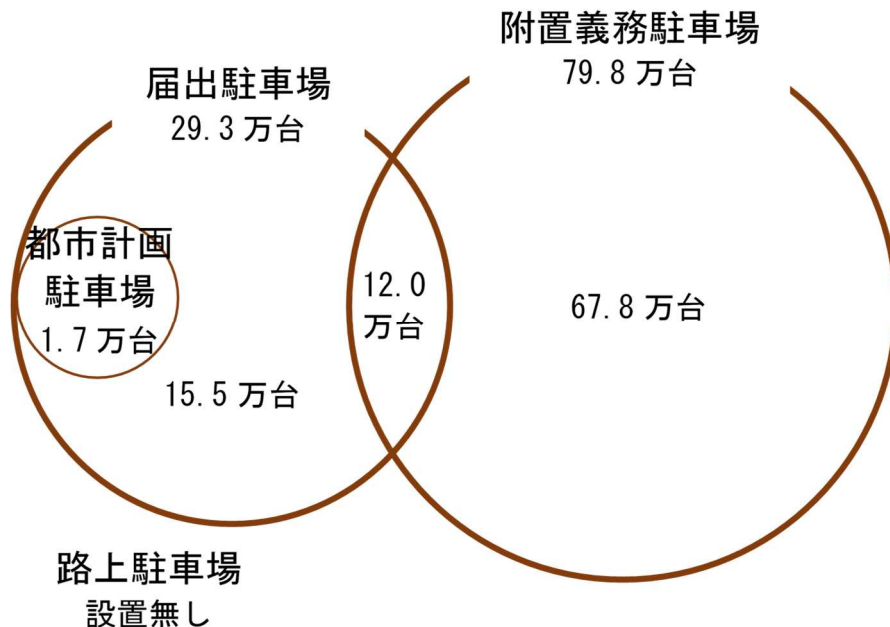 附置義務駐車場
79.8 万台
届出駐車場
29.3 万台
都市計画
駐車場
1.7 万台
12.0
万台
67.8 万台
15.5 万台
路上駐車場
設置無し